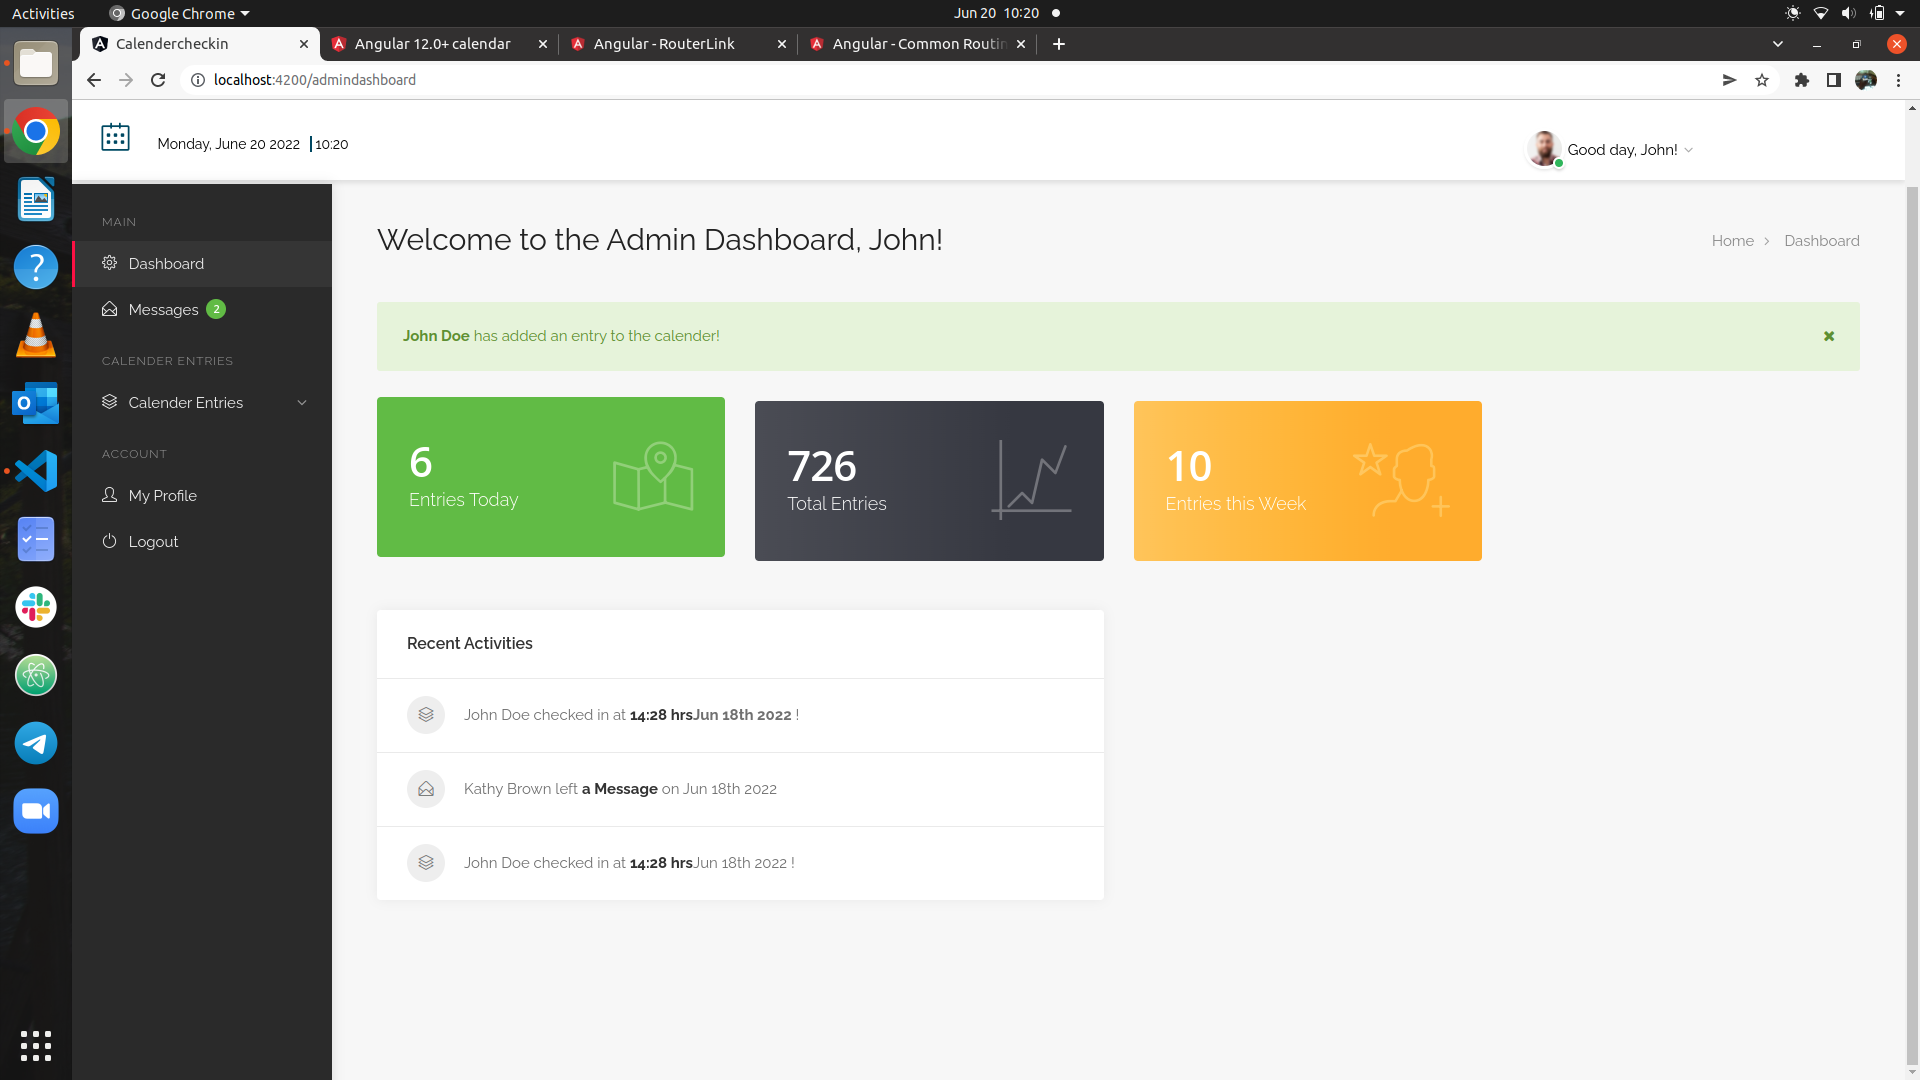 Activities
Google Chrome
Jun 20 10:20
Calendercheckin
Angular 12.0+ calendar
Angular - RouterLink
Angular - Common Routin
localhost:4200/admindashboard
Monday, June 20 2022
10:20
Good day, John!
MAIN
Dashboard
Messages 2
CALENDER ENTRIES
Calender Entries
ACCOUNT
My Profile
Logout
Welcome to the Admin Dashboard, John!
Home
Dashboard
John Doe has added an entry to the calender!
6
Entries Today
726
Total Entries
10
Entries this Week
Recent Activities
John Doe checked in at 14:28 hrsJun 18th 2022 !
Kathy Brown left a Message on Jun 18th 2022
John Doe checked in at 14:28 hrsJun 18th 2022 !